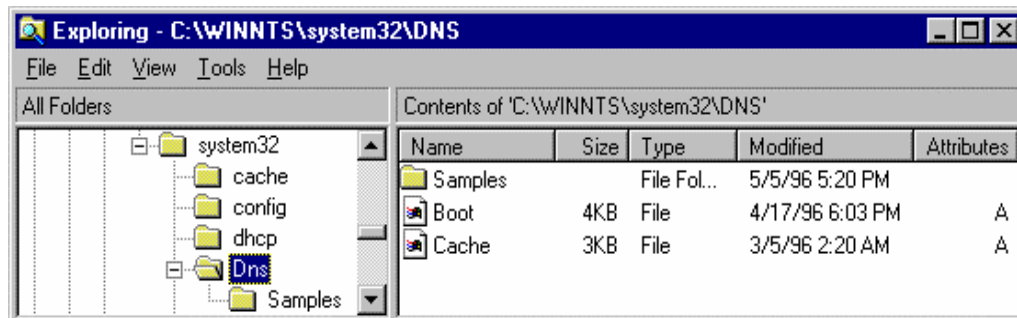 Exploring - C:\WINNTS\system32\DNS
File Edit View Tools Help
All Folders
Contents of 'C:\WINNTS\system32\DNS'
system32
cache
config
dhcp
Dns
Samples
Name Size Type Modified Attributes
Samples File Fol... 5/5/96 5:20 PM
Boot 4KB File 4/17/96 6:03 PM A
Cache 3KB File 3/5/96 2:20 AM A